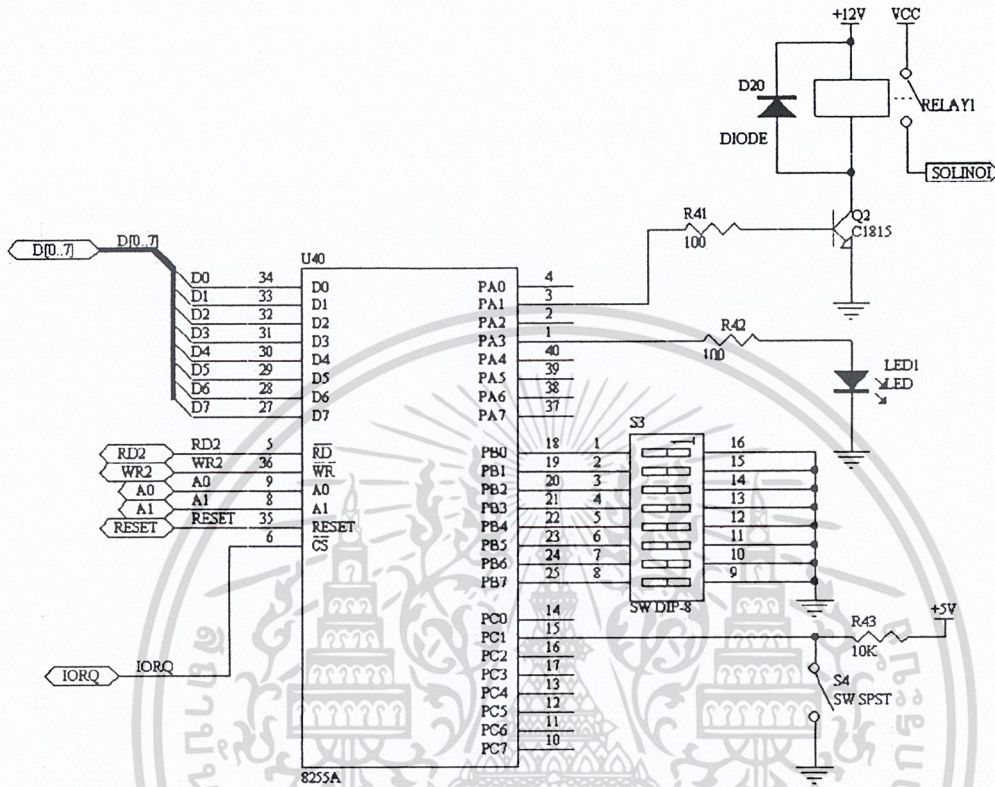 +12V
VCC
D20
DIODE
RELAY1
SOLINOI
R41
100
Q2
C1815
D[0..7]
D[0..7]
U40
D0 34 D0
D1 33 D1
D2 32 D2
D3 31 D3
D4 30 D4
D5 29 D5
D6 28 D6
D7 27 D7
RD2 RD2 5 RD
WR2 WR2 36 WR
A0 A0 9 A0
A1 A1 8 A1
RESET RESET 35 RESET
6 CS
IORQ IORQ
PA0 4
PA1 3
PA2 2
PA3 1
PA4 40
PA5 39
PA6 38
PA7 37
R42
100
LED1
LED
S3
PB0 18 1 16
PB1 19 2 15
PB2 20 3 14
PB3 21 4 13
PB4 22 5 12
PB5 23 6 11
PB6 24 7 10
PB7 25 8 9
SW DIP-8
PC0 14
PC1 15
PC2 16
PC3 17
PC4 13
PC5 12
PC6 11
PC7 10
+5V
R43
10K
S4
SW SPST
8255A